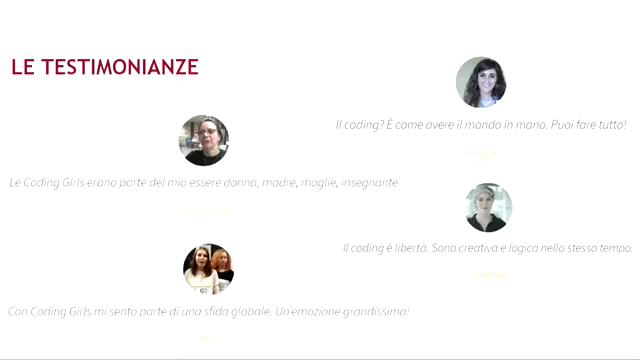 LE TESTIMONIANZE
Il coding? È come avere il mondo in mano. Puoi fare tutto!
Le Coding Girls erano parte del mio essere donna, madre, moglie, insegnante
Il coding è libertà. Sono creativa e logica nello stesso tempo.
Con Coding Girls mi sento parte di una sfida globale. Un'emozione grandissima!